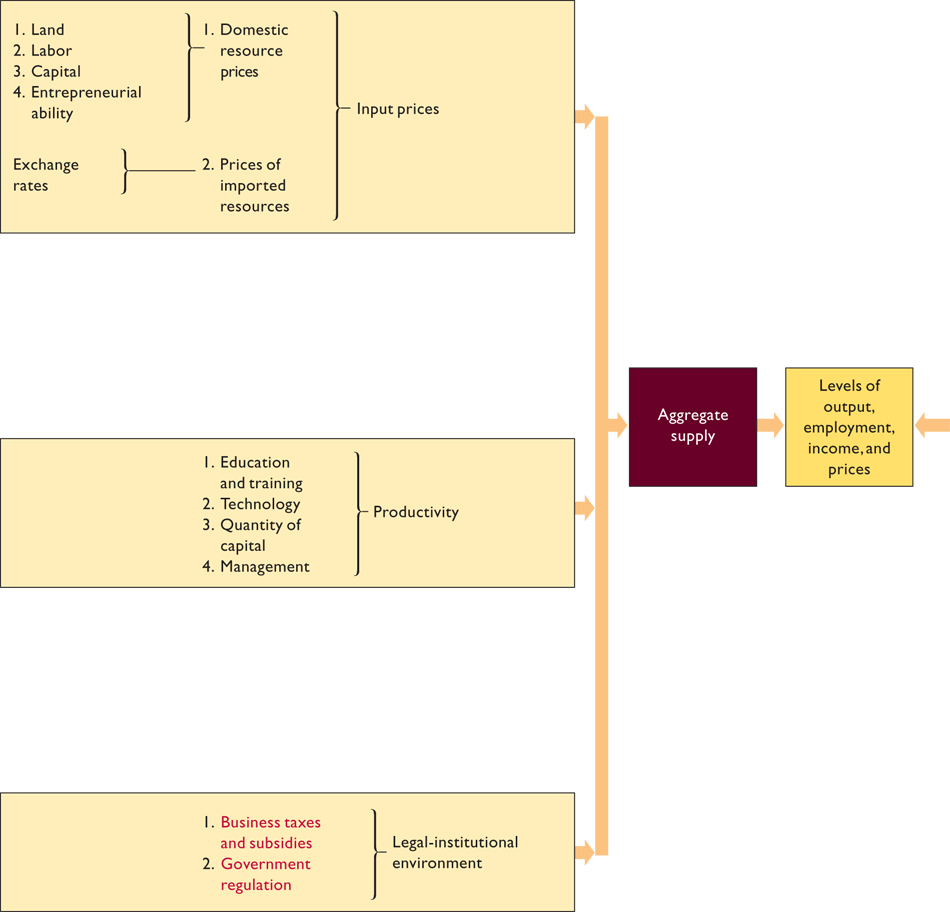 1. Land
2. Labor
3. Capital
4. Entrepreneurial
ability
1. Domestic
resource
prices
Exchange
rates
2. Prices of
imported
resources
Input prices
1. Education
and training
2. Technology
3. Quantity of
capital
4. Management
Productivity
1. Business taxes
and subsidies
2. Government
regulation
Legal-institutional
environment
Aggregate
supply
Levels of
output,
employment,
income, and
prices